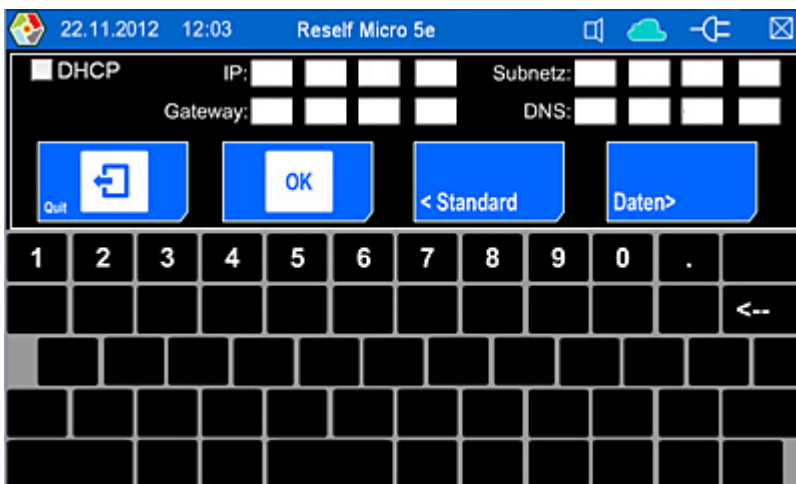 22.11.2012 12:03 Reself Micro 5e
DHCP IP: Subnetz:
Gateway: DNS:
Quit OK < Standard Daten>
1 2 3 4 5 6 7 8 9 0 .
<--